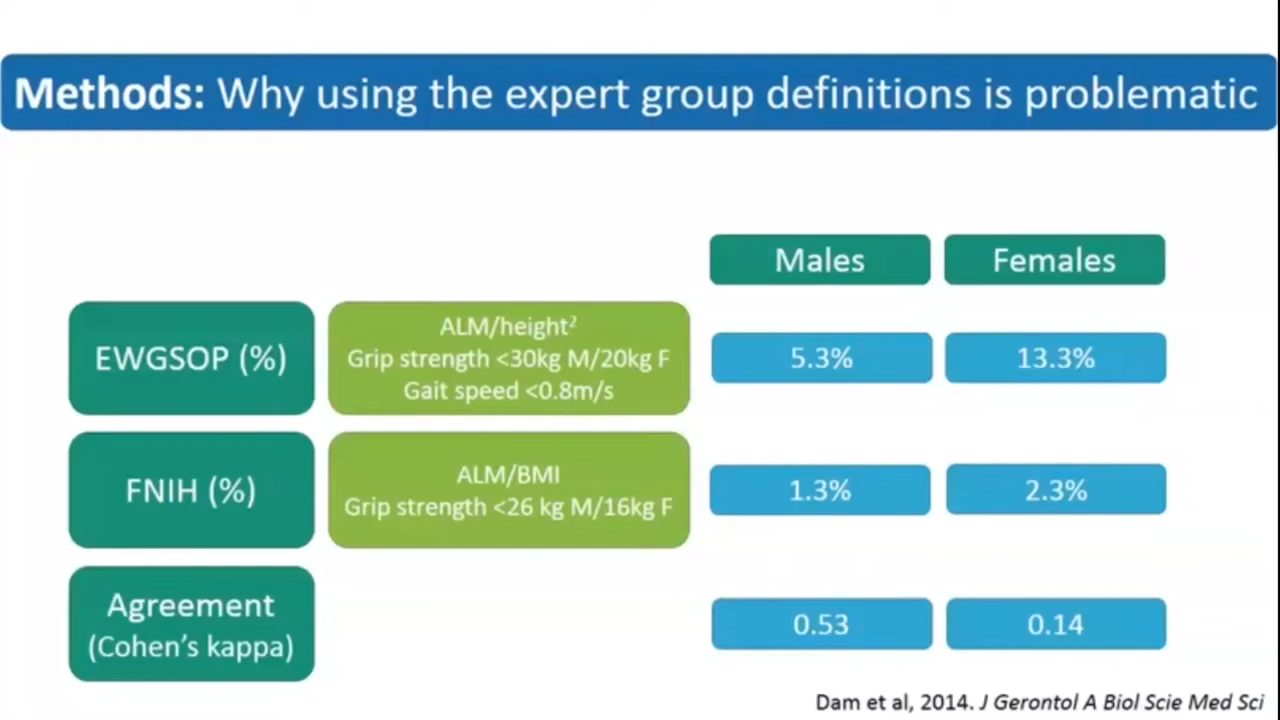 Methods: Why using the expert group definitions is problematic
Males
Females
EWGSOP (%)
ALM/height²
Grip strength <30kg M/20kg F
Gait speed <0.8m/s
5.3%
13.3%
FNIH (%)
ALM/BMI
Grip strength <26 kg M/16kg F
1.3%
2.3%
Agreement
(Cohen's kappa)
0.53
0.14
Dam et al, 2014. J Gerontol A Biol Scie Med Sci